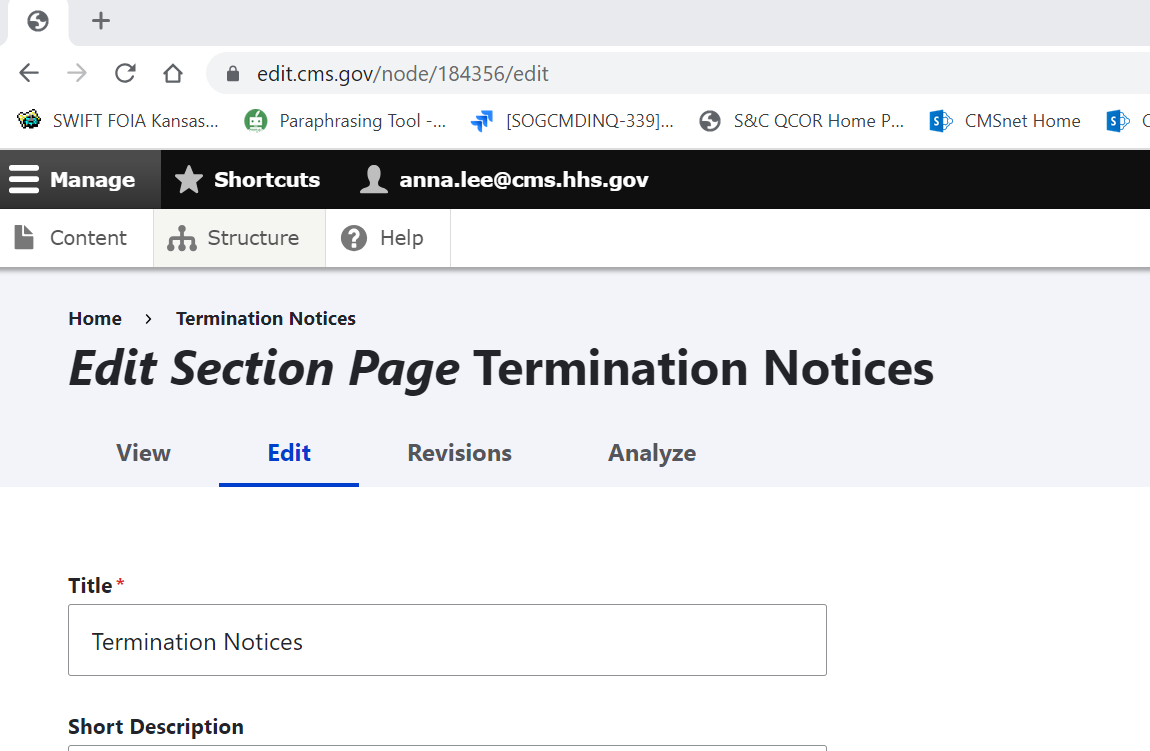 edit.cms.gov/node/184356/edit
SWIFT FOIA Kansas... Paraphrasing Tool -... [SOGCMDINQ-339]... S&C QCOR Home P... CMSnet Home
Manage Shortcuts anna.lee@cms.hhs.gov
Content Structure Help
Home > Termination Notices
Edit Section Page Termination Notices
View Edit Revisions Analyze
Title*
Termination Notices
Short Description